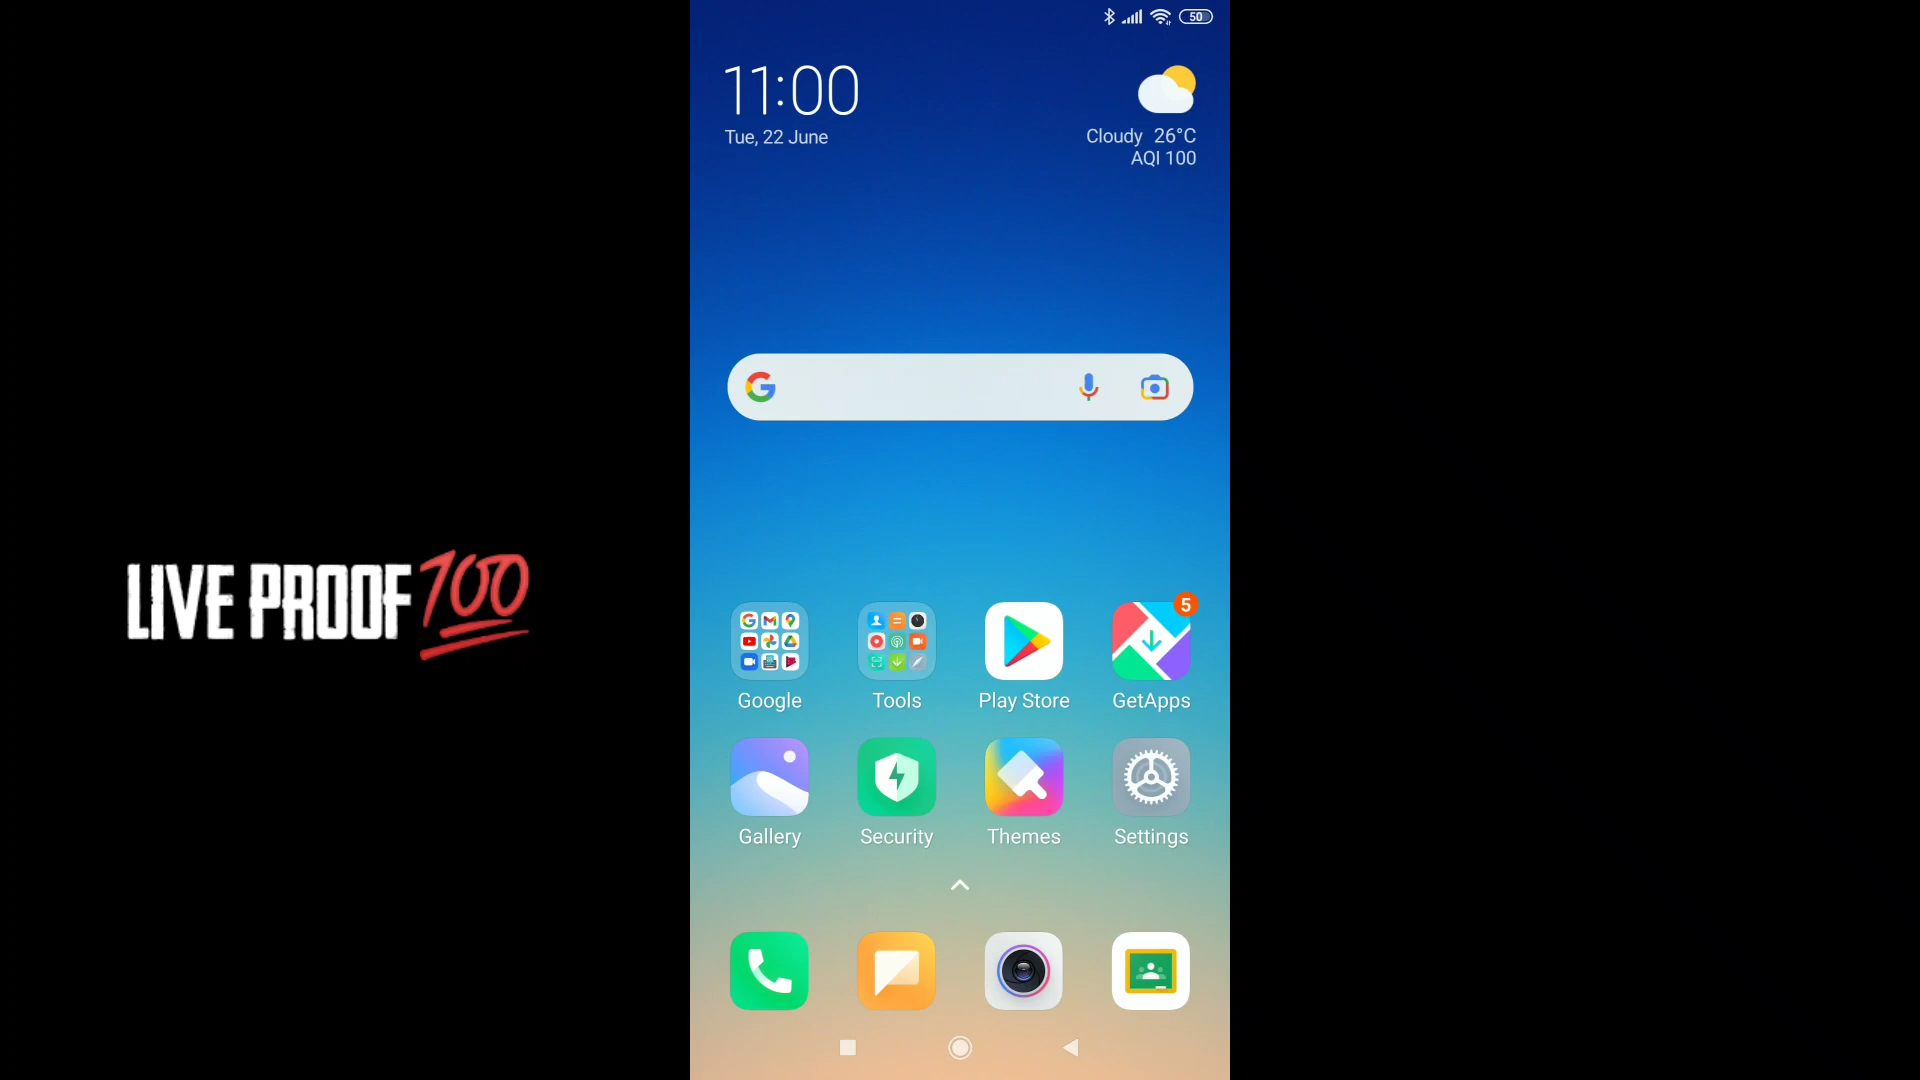 50
11:00
Tue, 22 June
Cloudy 26°C
AQI 100
LIVE PROOF 100
5
Google
Tools
Play Store
GetApps
Gallery
Security
Themes
Settings